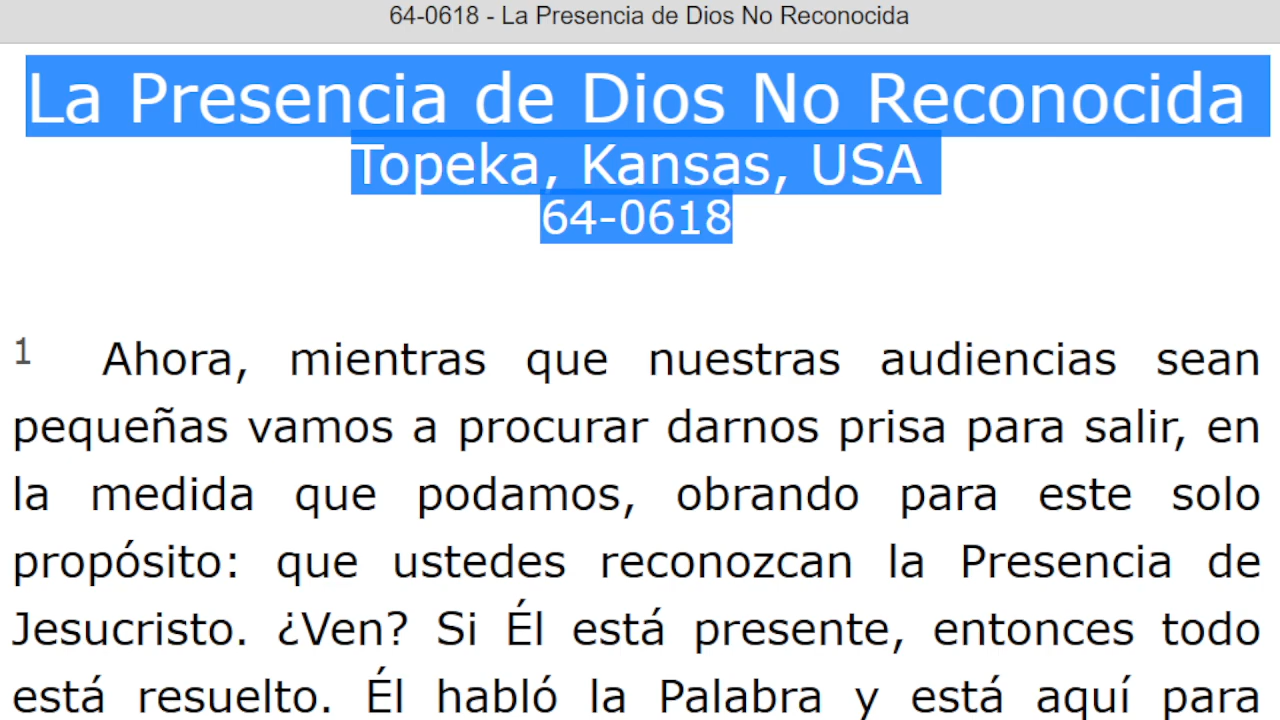 64-0618 - La Presencia de Dios No Reconocida
La Presencia de Dios No Reconocida
Topeka, Kansas, USA
64-0618
1 Ahora, mientras que nuestras audiencias sean
pequeñas vamos a procurar darnos prisa para salir, en
la medida que podamos, obrando para este solo
propósito: que ustedes reconozcan la Presencia de
Jesucristo. ¿Ven? Si Él está presente, entonces todo
está resuelto. Él habló la Palabra y está aquí para